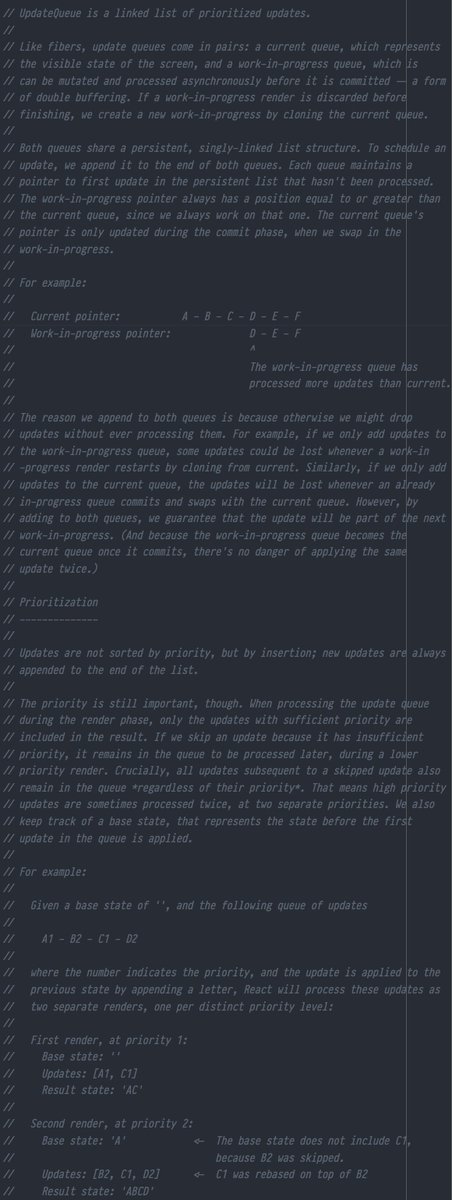 // UpdateQueue is a linked list of prioritized updates.
//
// Like fibers, update queues come in pairs: a current queue, which represents
// the visible state of the screen, and a work-in-progress queue, which is
// can be mutated and processed asynchronously before it is committed — a form
// of double buffering. If a work-in-progress render is discarded before
// finishing, we create a new work-in-progress by cloning the current queue.
//
// Both queues share a persistent, singly-linked list structure. To schedule an
// update, we append it to the end of both queues. Each queue maintains a
// pointer to first update in the persistent list that hasn't been processed.
// The work-in-progress pointer always has a position equal to or greater than
// the current queue, since we always work on that one. The current queue's
// pointer is only updated during the commit phase, when we swap in the
// work-in-progress.
//
// For example:
//
//   Current pointer:           A - B - C - D - E - F
//   Work-in-progress pointer:              D - E - F
//                                          ^
//                                          The work-in-progress queue has
//                                          processed more updates than current.
//
// The reason we append to both queues is because otherwise we might drop
// updates without ever processing them. For example, if we only add updates to
// the work-in-progress queue, some updates could be lost whenever a work-in
// -progress render restarts by cloning from current. Similarly, if we only add
// updates to the current queue, the updates will be lost whenever an already
// in-progress queue commits and swaps with the current queue. However, by
// adding to both queues, we guarantee that the update will be part of the next
// work-in-progress. (And because the work-in-progress queue becomes the
// current queue once it commits, there's no danger of applying the same
// update twice.)
//
// Prioritization
// --------------
//
// Updates are not sorted by priority, but by insertion; new updates are always
// appended to the end of the list.
//
// The priority is still important, though. When processing the update queue
// during the render phase, only the updates with sufficient priority are
// included in the result. If we skip an update because it has insufficient
// priority, it remains in the queue to be processed later, during a lower
// priority render. Crucially, all updates subsequent to a skipped update also
// remain in the queue *regardless of their priority*. That means high priority
// updates are sometimes processed twice, at two separate priorities. We also
// keep track of a base state, that represents the state before the first
// update in the queue is applied.
//
// For example:
//
//   Given a base state of '', and the following queue of updates
//
//     A1 - B2 - C1 - D2
//
//   where the number indicates the priority, and the update is applied to the
//   previous state by appending a letter, React will process these updates as
//   two separate renders, one per distinct priority level:
//
//   First render, at priority 1:
//     Base state: ''
//     Updates: [A1, C1]
//     Result state: 'AC'
//
//   Second render, at priority 2:
//     Base state: 'A'            <-  The base state does not include C1,
//                                    because B2 was skipped.
//     Updates: [B2, C1, D2]      <-  C1 was rebased on top of B2
//     Result state: 'ABCD'